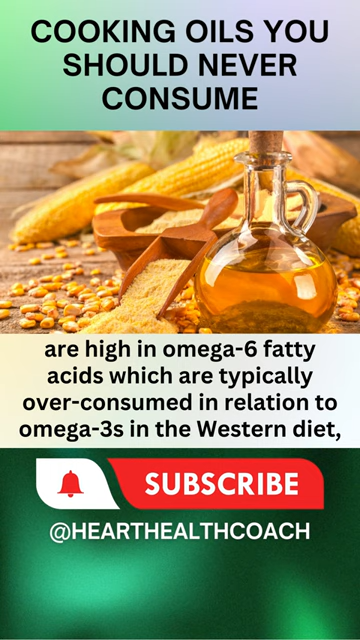 COOKING OILS YOU
SHOULD NEVER
CONSUME
are high in omega-6 fatty
acids which are typically
over-consumed in relation to
omega-3s in the Western diet,
SUBSCRIBE
@HEARTHEALTHCOACH